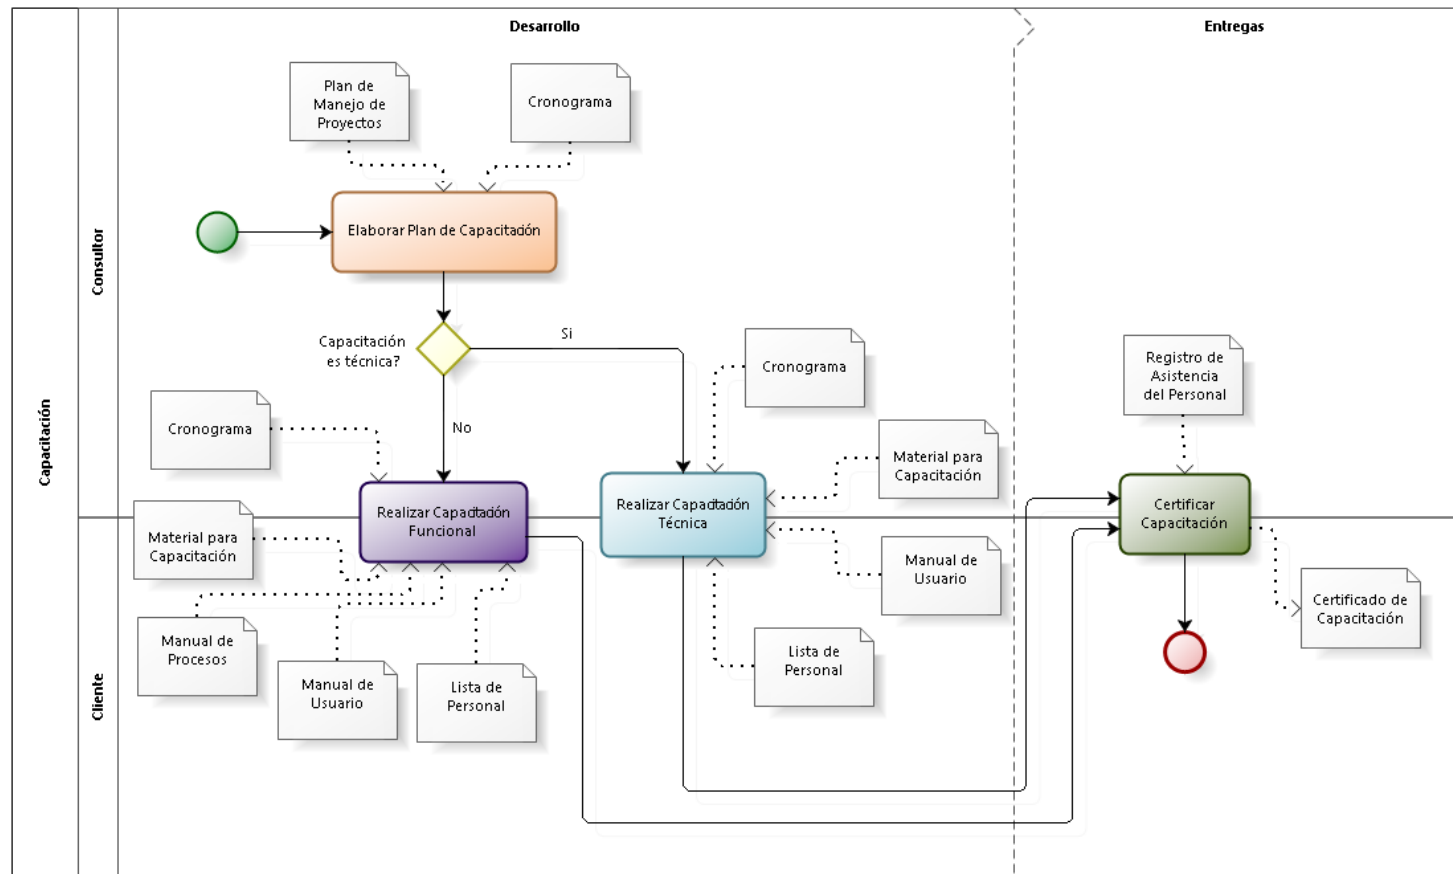 Desarrollo
Entregas
Capacitación
Consultor
Cliente
Plan de
Manejo de
Proyectos
Cronograma
Elaborar Plan de Capacitación
Capacitación
es técnica?
Si
No
Cronograma
Cronograma
Material para
Capacitación
Registro de
Asistencia
del Personal
Realizar Capacitación
Funcional
Realizar Capacitación
Técnica
Certificar
Capacitación
Material para
Capacitación
Manual de
Usuario
Certificado de
Capacitación
Manual de
Procesos
Manual de
Usuario
Lista de
Personal
Lista de
Personal